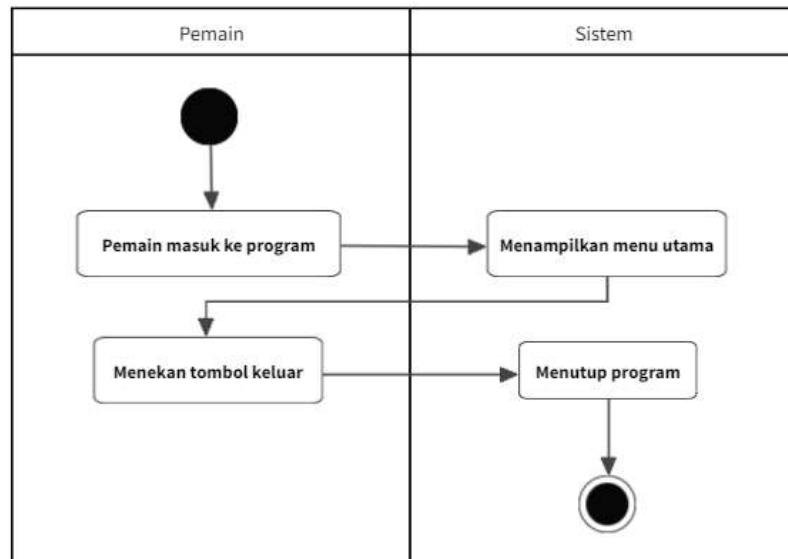 Pemain
Sistem
Pemain masuk ke program
Menampilkan menu utama
Menekan tombol keluar
Menutup program